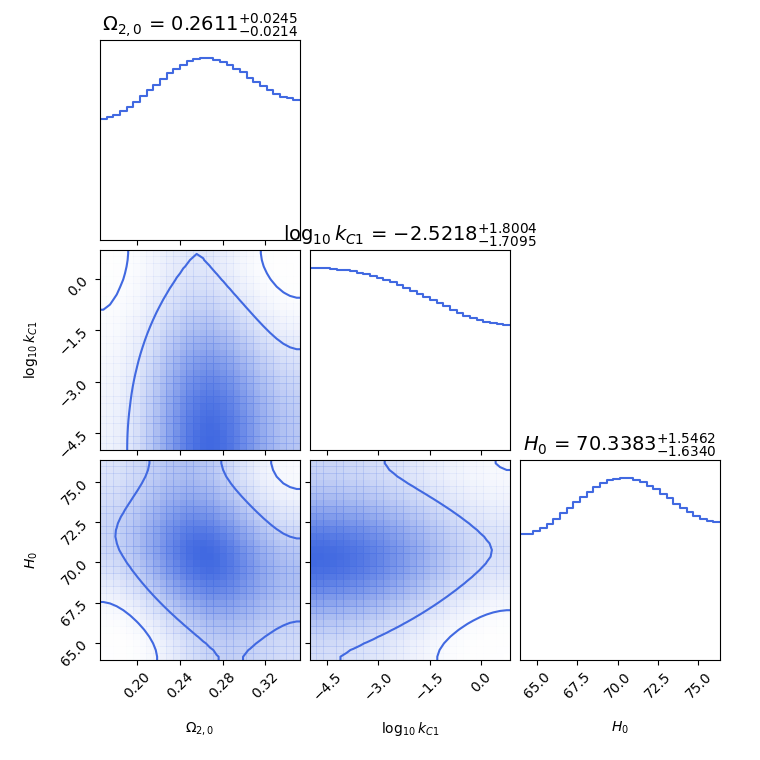 Ω2,0 = 0.2611+0.0245−0.0214
log10 kC1 = −2.5218+1.8004−1.7095
0.0
−1.5
−3.0
−4.5
log10 kC1
H0 = 70.3383+1.5462−1.6340
75.0
72.5
70.0
67.5
65.0
H0
0.20 0.24 0.28 0.32 −4.5 −3.0 −1.5 0.0 65.0 67.5 70.0 72.5 75.0
Ω2,0 log10 kC1 H0